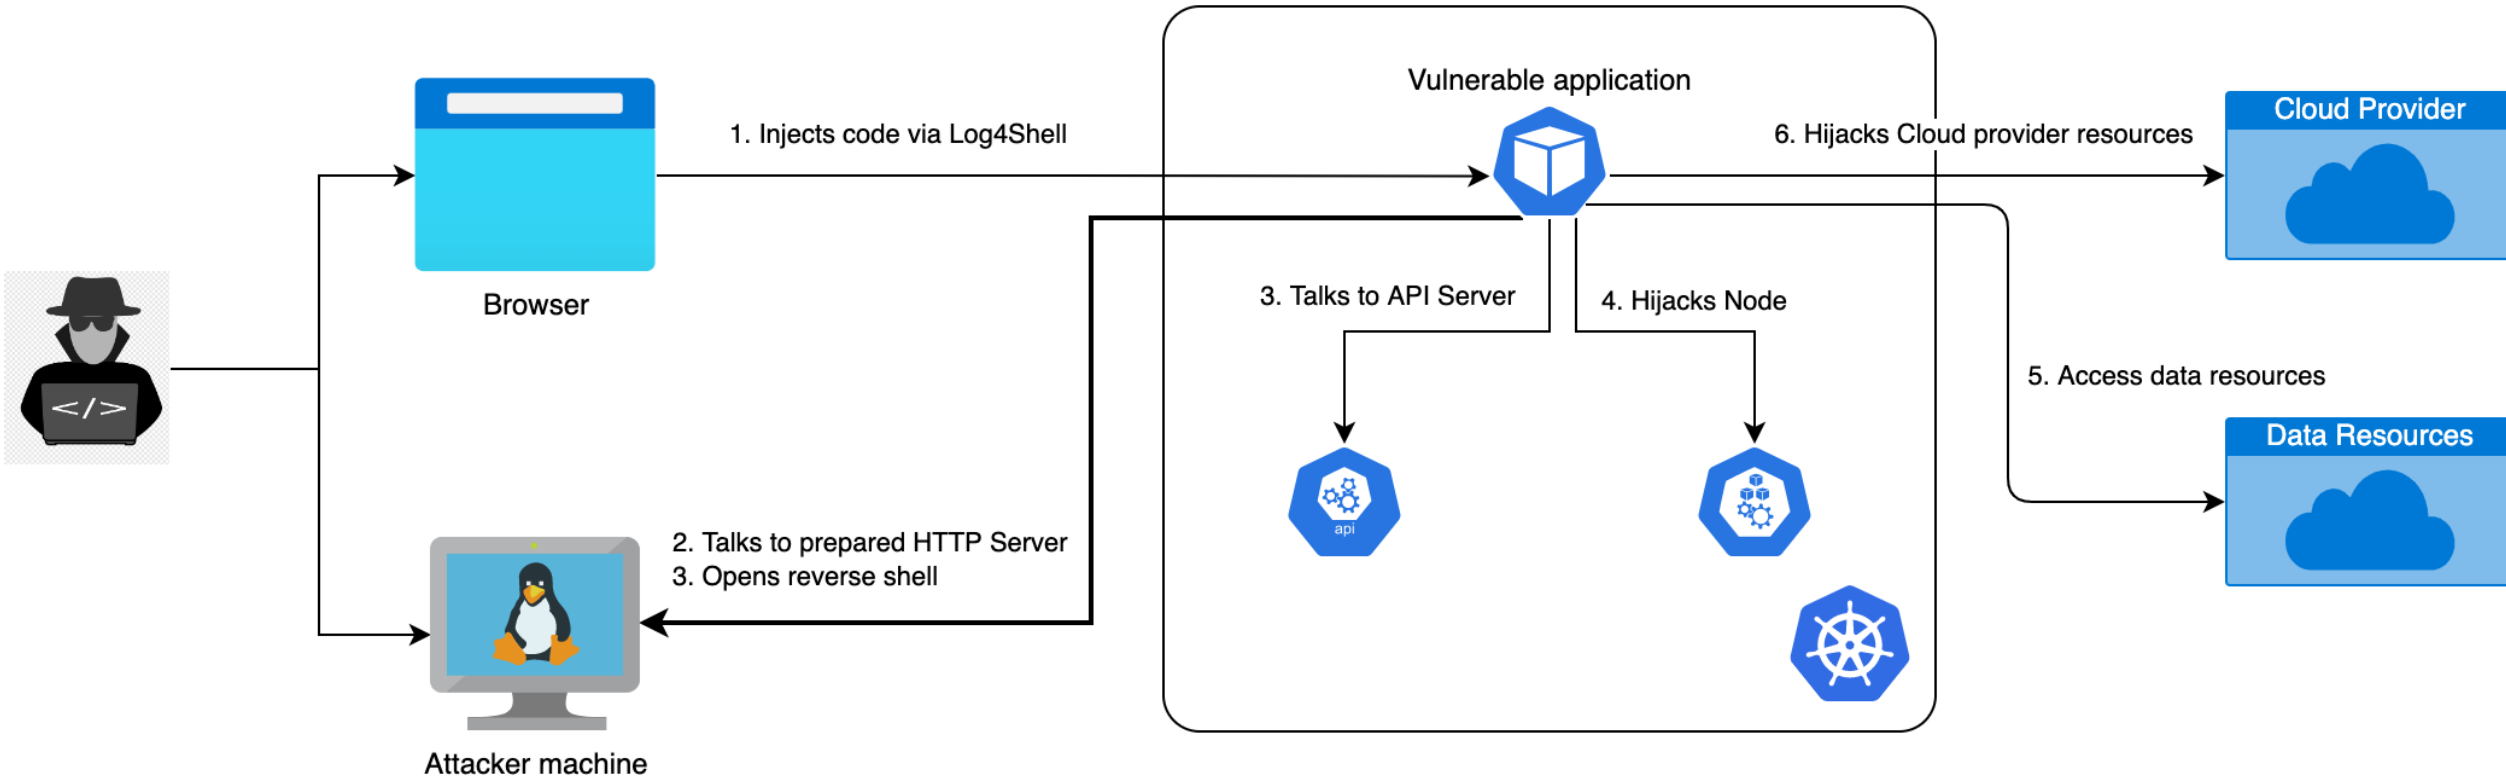 Vulnerable application
Cloud Provider
1. Injects code via Log4Shell
6. Hijacks Cloud provider resources
Browser
3. Talks to API Server
4. Hijacks Node
5. Access data resources
</>
Data Resources
api
2. Talks to prepared HTTP Server
3. Opens reverse shell
Attacker machine